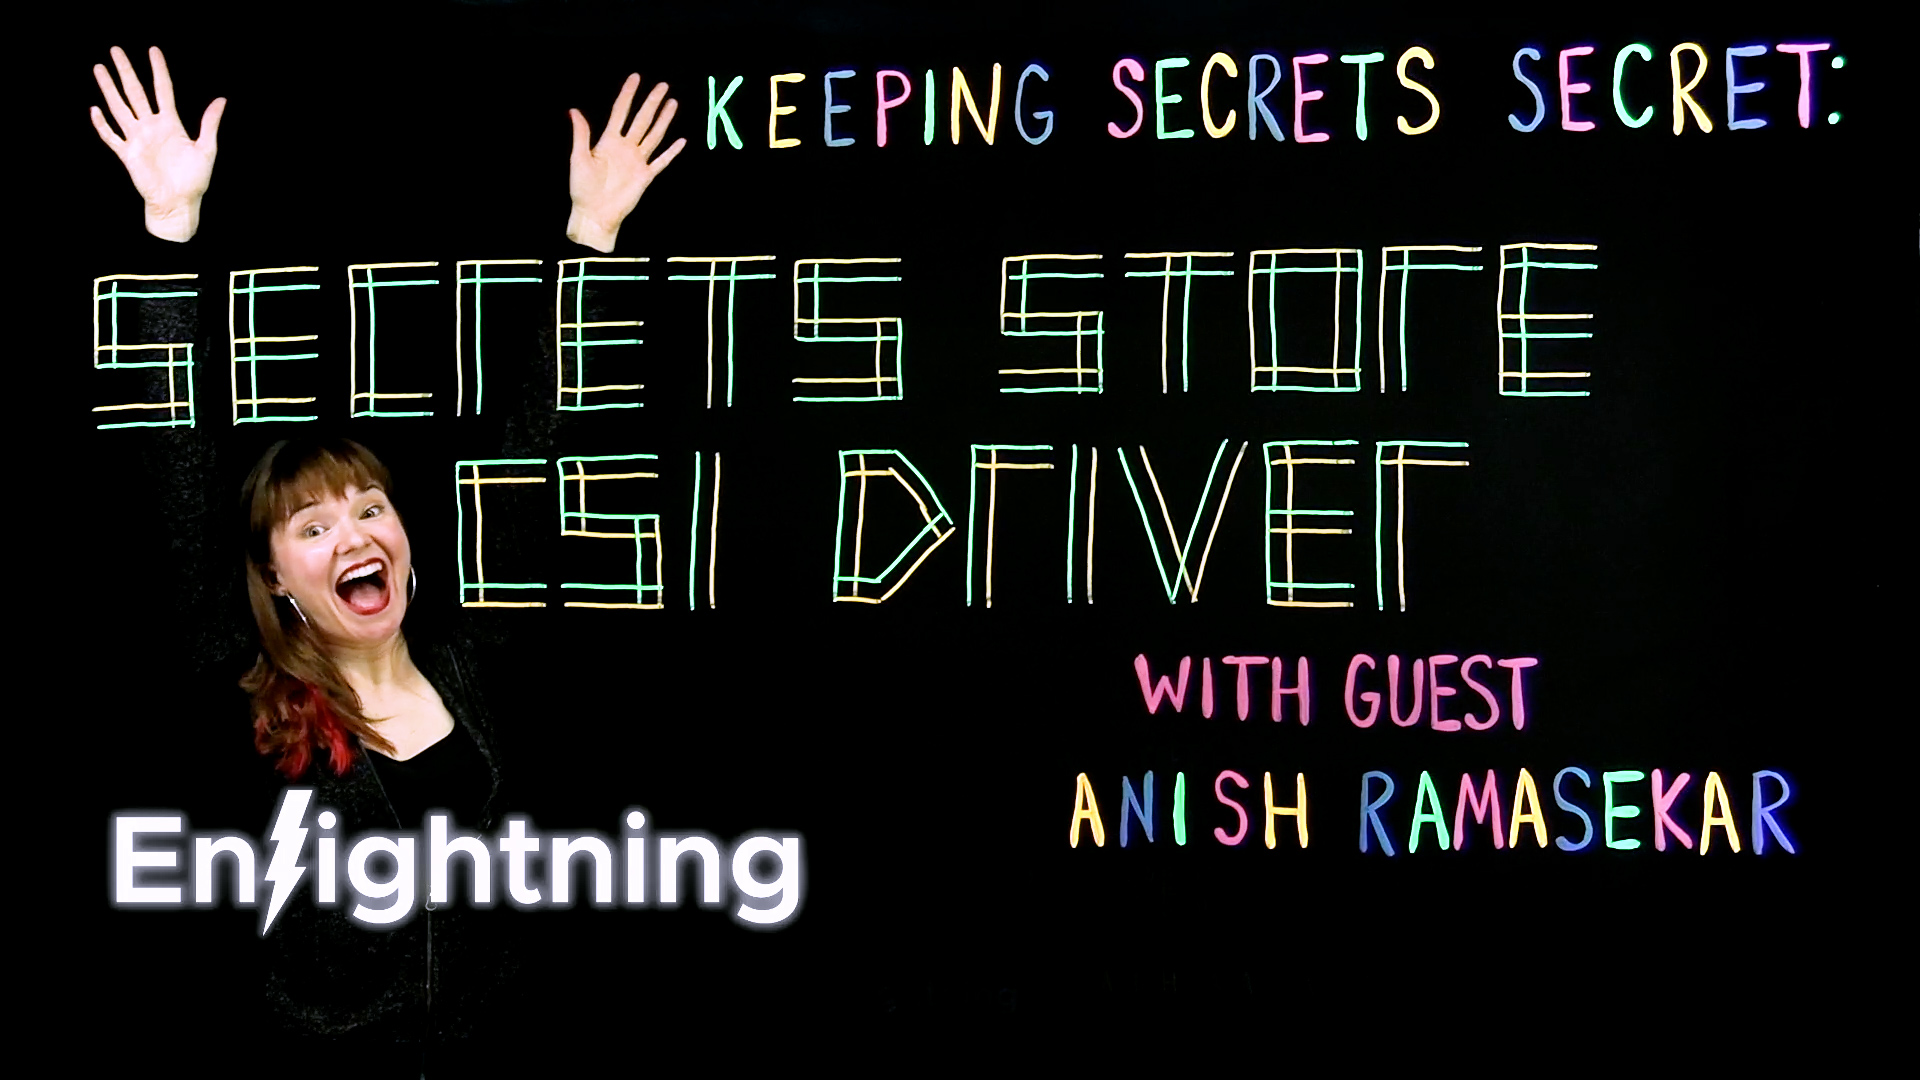 KEEPING SECRETS SECRET:
SECrETS STOrE
CSI DrIVEr
WITH GUEST
ANISH RAMASEKAR
Enlightning